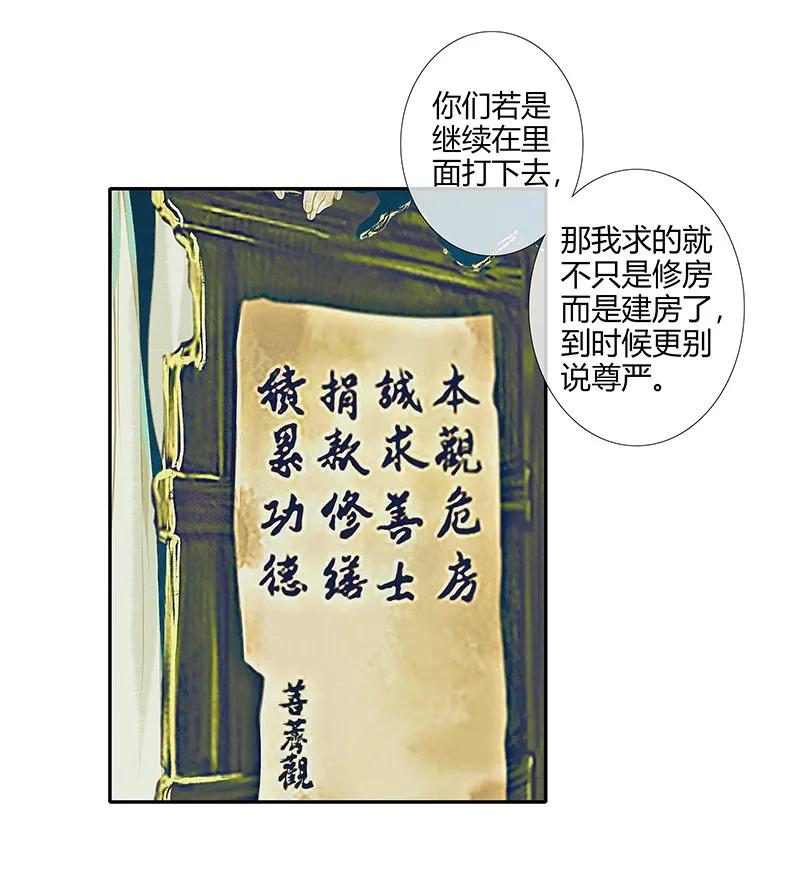 你们若是
继续在里
面打下去，
那我求的就
不只是修房
而是建房了，
到时候更别
说尊严。
本觀危房
誠求善士
捐款修繕
積累功德
菩薺觀